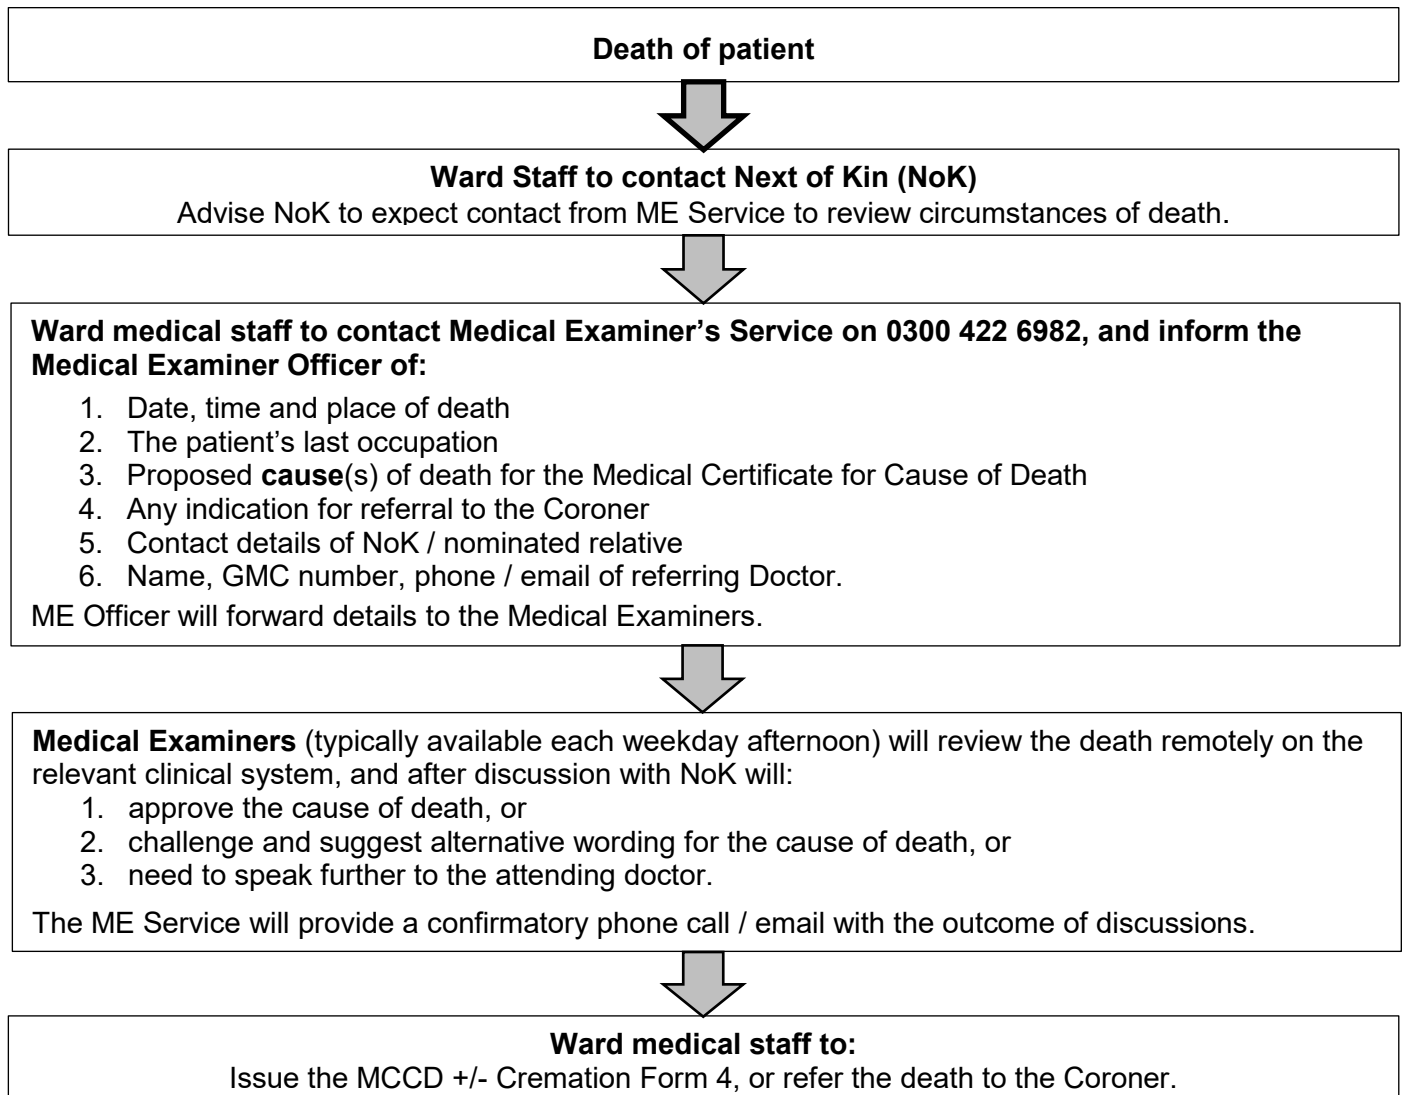 Death of patient
Ward Staff to contact Next of Kin (NoK)
Advise NoK to expect contact from ME Service to review circumstances of death.
Ward medical staff to contact Medical Examiner's Service on 0300 422 6982, and inform the
Medical Examiner Officer of:
1. Date, time and place of death
2. The patient's last occupation
3. Proposed cause(s) of death for the Medical Certificate for Cause of Death
4. Any indication for referral to the Coroner
5. Contact details of NoK / nominated relative
6. Name, GMC number, phone / email of referring Doctor.
ME Officer will forward details to the Medical Examiners.
Medical Examiners (typically available each weekday afternoon) will review the death remotely on the
relevant clinical system, and after discussion with NoK will:
1. approve the cause of death, or
2. challenge and suggest alternative wording for the cause of death, or
3. need to speak further to the attending doctor.
The ME Service will provide a confirmatory phone call / email with the outcome of discussions.
Ward medical staff to:
Issue the MCCD +/- Cremation Form 4, or refer the death to the Coroner.